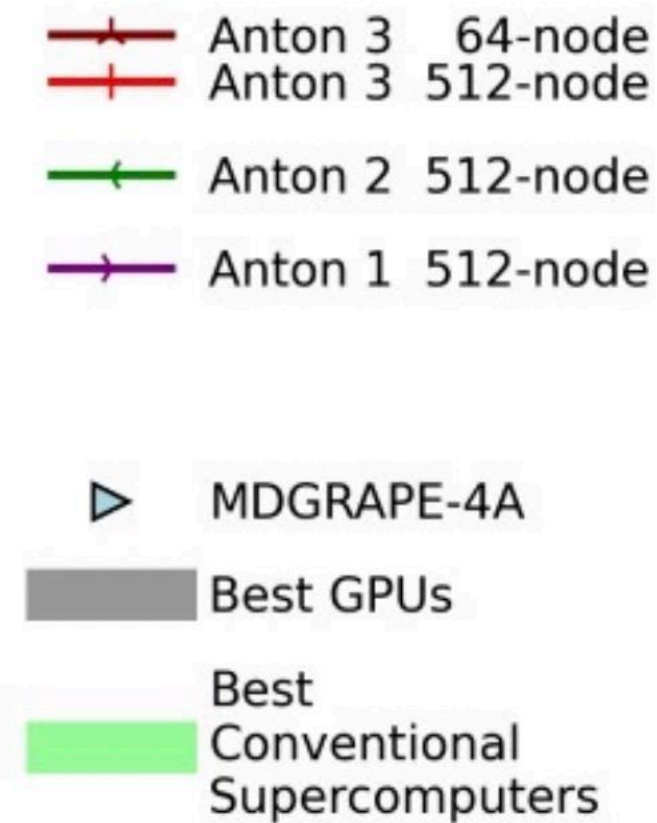 Anton 3 64-node
Anton 3 512-node
Anton 2 512-node
Anton 1 512-node
MDGRAPE-4A
Best GPUs
Best
Conventional
Supercomputers